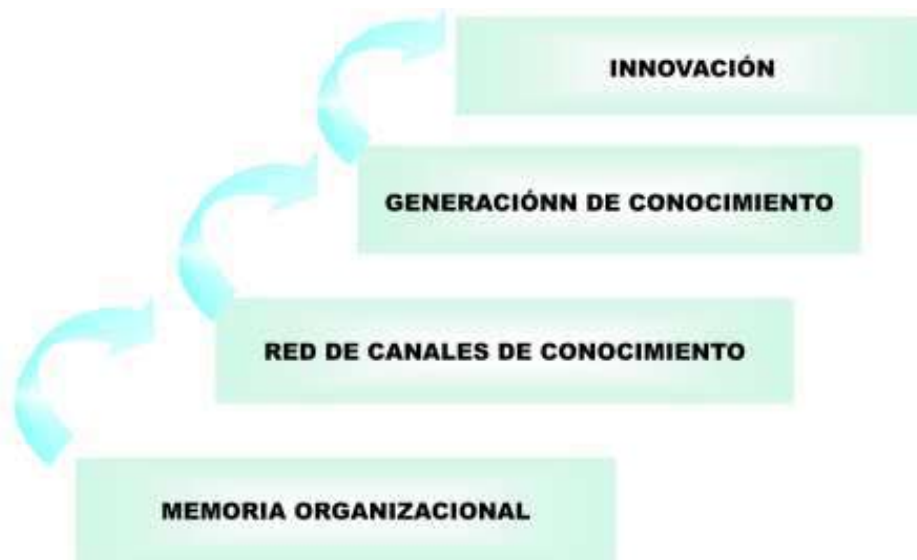 INNOVACIÓN
GENERACIÓNN DE CONOCIMIENTO
RED DE CANALES DE CONOCIMIENTO
MEMORIA ORGANIZACIONAL